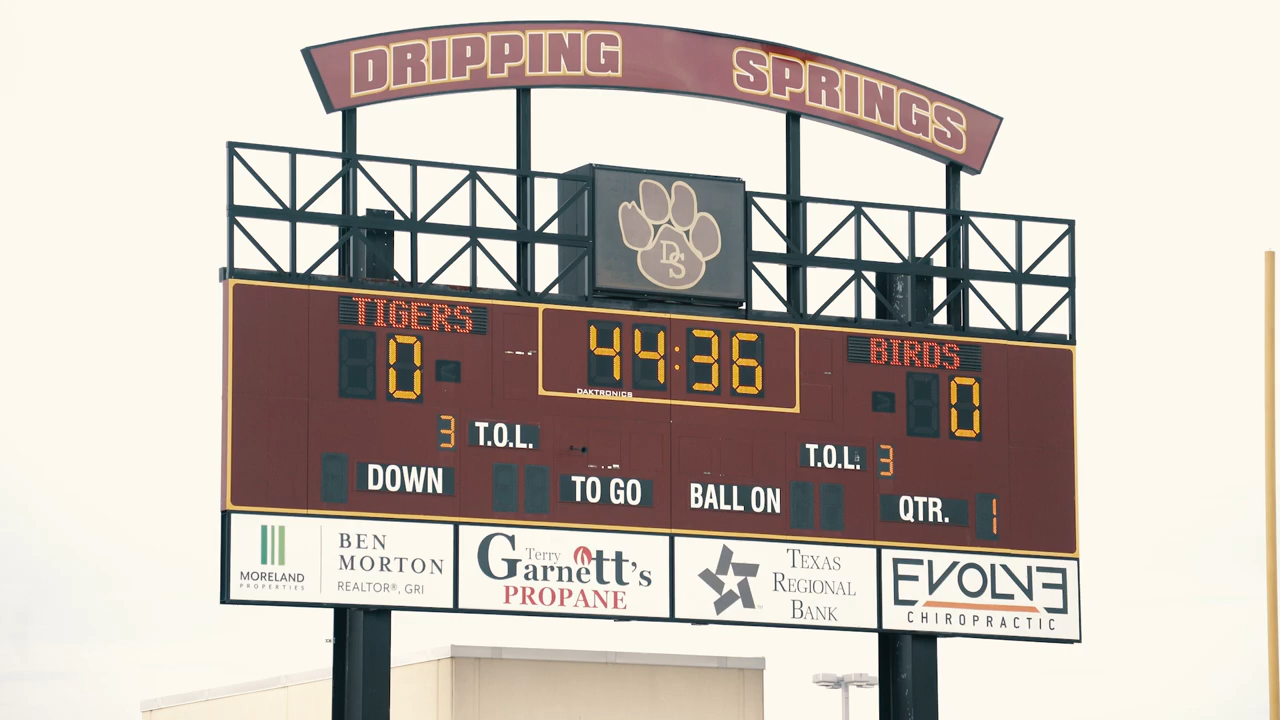 DRIPPING SPRINGS
DS
TIGERS
44:36
BIRDS
0
0
DAKTRONICS
3 T.O.L.
T.O.L. 3
DOWN
TO GO
BALL ON
QTR. 1
MORELAND
PROPERTIES
BEN
MORTON
REALTOR®, GRI
Terry
Garnett's
PROPANE
TEXAS
REGIONAL
BANK
EVOLVE
CHIROPRACTIC